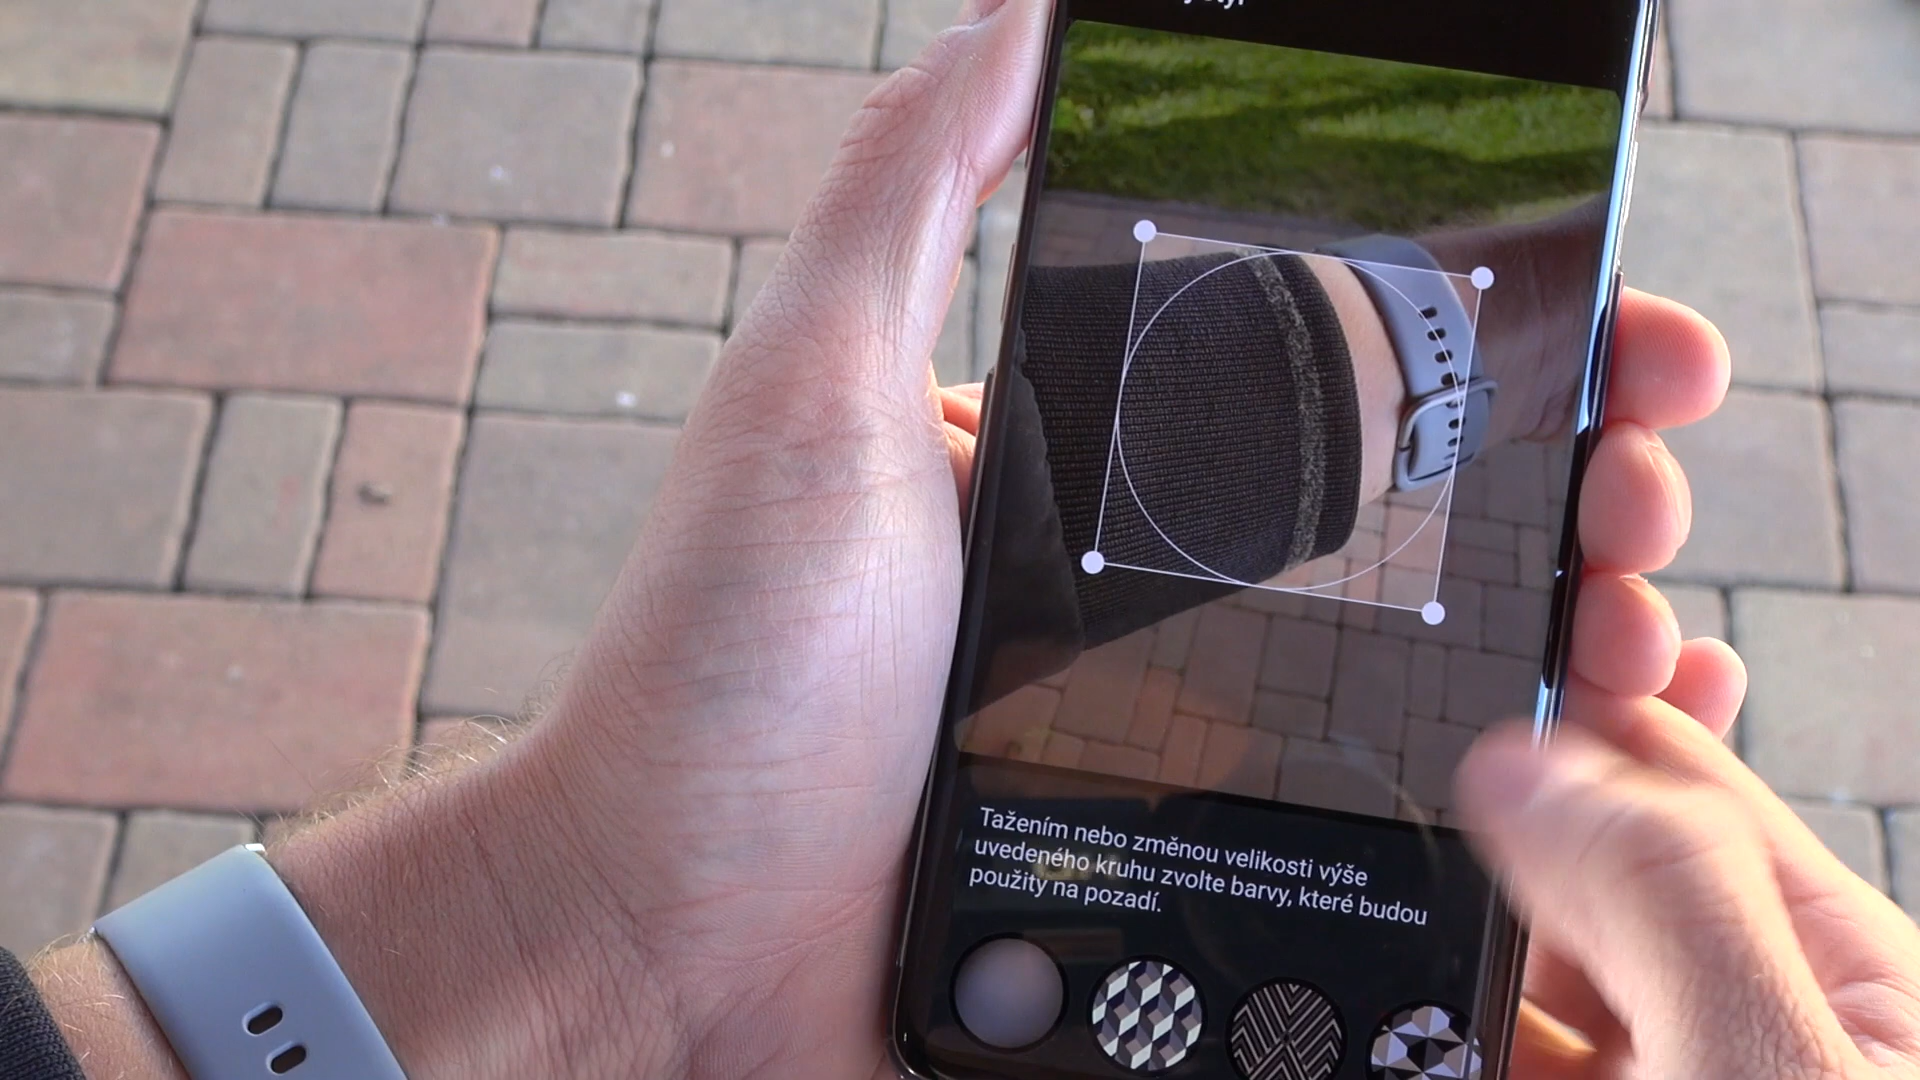 Tažením nebo změnou velikosti výše
uvedeného kruhu zvolte barvy, které budou
použity na pozadí.